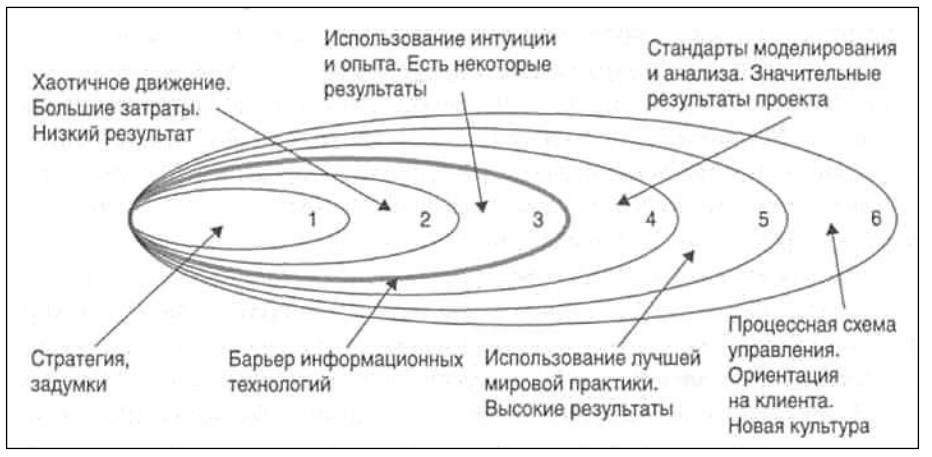 Хаотичное движение.
Большие затраты.
Низкий результат
Использование интуиции
и опыта. Есть некоторые
результаты
Стандарты моделирования
и анализа. Значительные
результаты проекта
1
2
3
4
5
6
Стратегия,
задумки
Барьер информационных
технологий
Использование лучшей
мировой практики.
Высокие результаты
Процессная схема
управления.
Ориентация
на клиента.
Новая культура